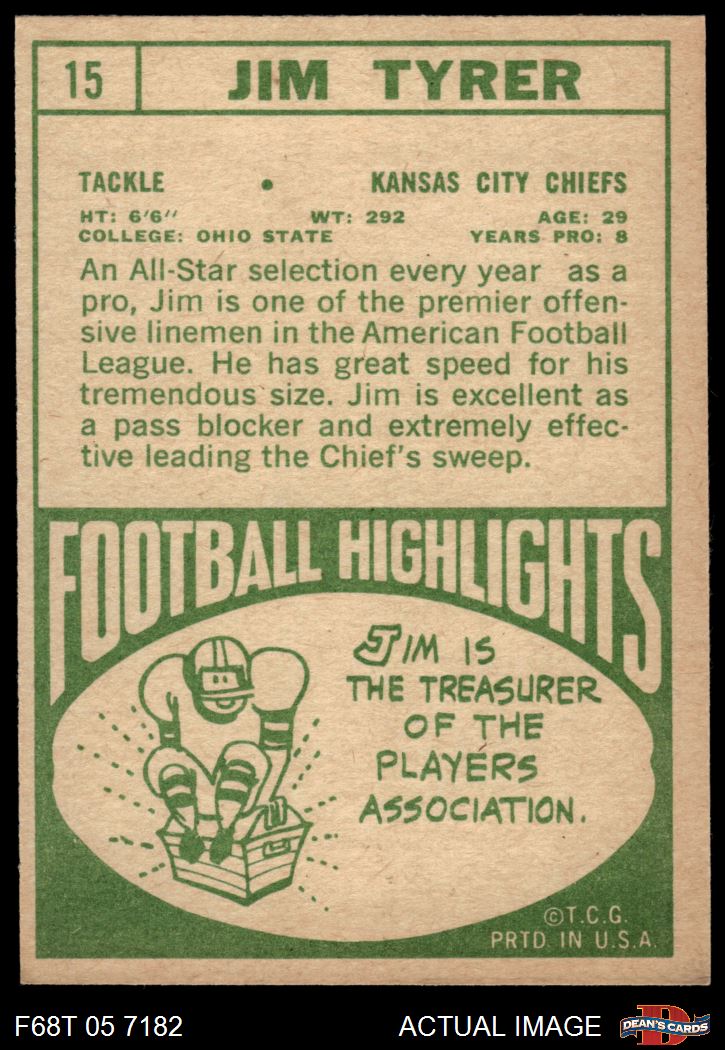 15 JIM TYRER
TACKLE • KANSAS CITY CHIEFS
HT: 6'6" WT: 292 AGE: 29
COLLEGE: OHIO STATE YEARS PRO: 8
An All-Star selection every year as a
pro, Jim is one of the premier offen-
sive linemen in the American Football
League. He has great speed for his
tremendous size. Jim is excellent as
a pass blocker and extremely effec-
tive leading the Chief's sweep.
FOOTBALL HIGHLIGHTS
JIM IS
THE TREASURER
OF THE
PLAYERS
ASSOCIATION.
©T.C.G.
PRTD. IN U.S.A.
F68T 05 7182 ACTUAL IMAGE D DEAN'S CARDS